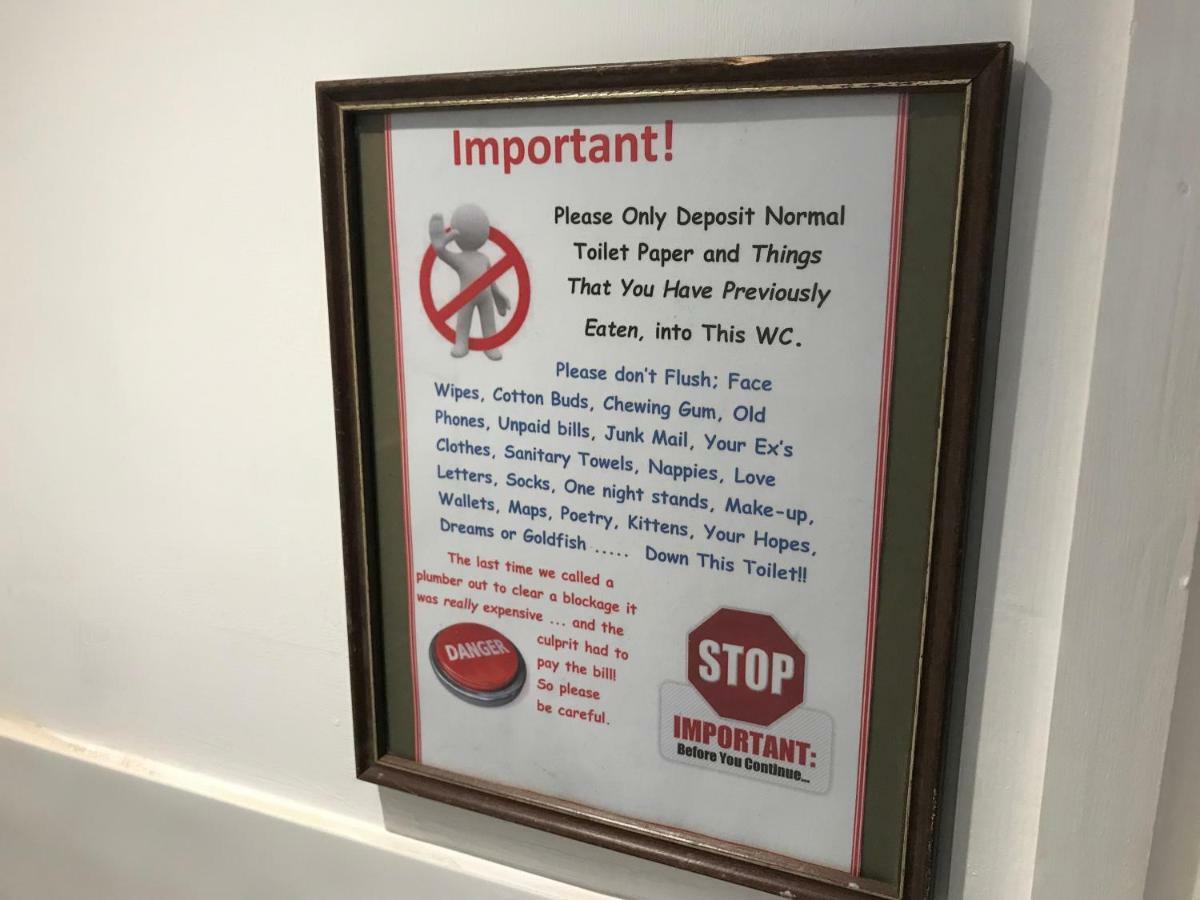 Important!
Please Only Deposit Normal
Toilet Paper and Things
That You Have Previously
Eaten, into This WC.
Please don't Flush; Face
Wipes, Cotton Buds, Chewing Gum, Old
Phones, Unpaid bills, Junk Mail, Your Ex's
Clothes, Sanitary Towels, Nappies, Love
Letters, Socks, One night stands, Make-up,
Wallets, Maps, Poetry, Kittens, Your Hopes,
Dreams or Goldfish ..... Down This Toilet!!
The last time we called a
plumber out to clear a blockage it
was really expensive ... and the
culprit had to
pay the bill!
So please
be careful.
DANGER
STOP
IMPORTANT:
Before You Continue...